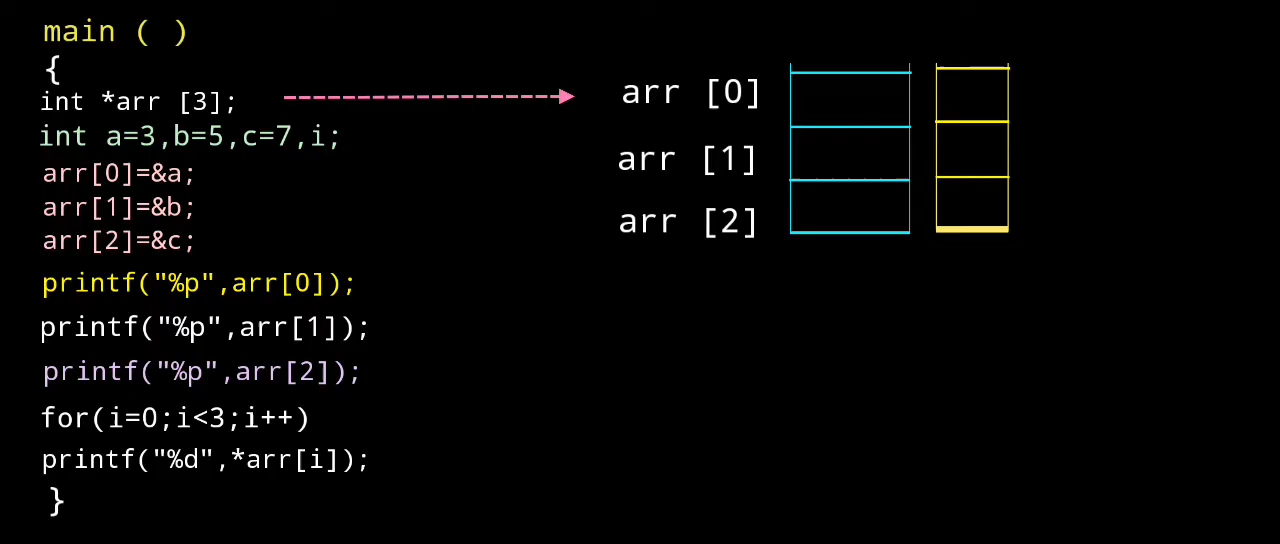 main ( )
{
int *arr [3];
int a=3,b=5,c=7,i;
arr[0]=&a;
arr[1]=&b;
arr[2]=&c;
printf("%p",arr[0]);
printf("%p",arr[1]);
printf("%p",arr[2]);
for(i=0;i<3;i++)
printf("%d",*arr[i]);
}
arr [0]
arr [1]
arr [2]